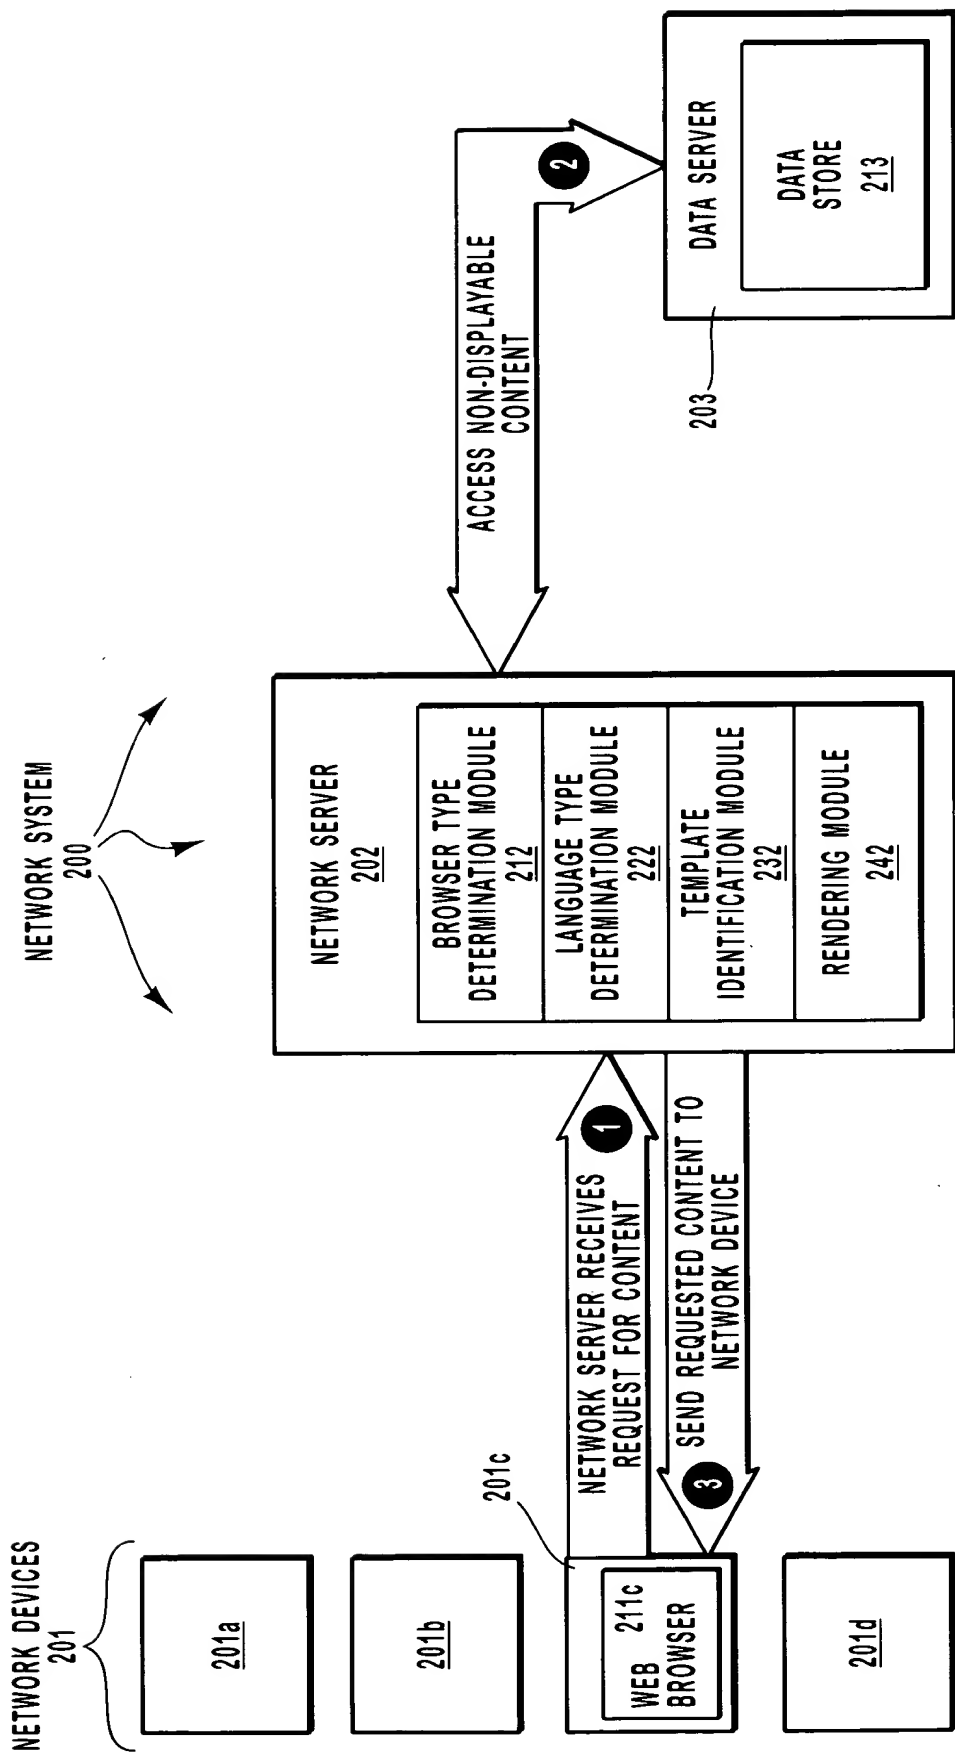 NETWORK SYSTEM
200
NETWORK DEVICES
201
201a
201b
201c
WEB 211c
BROWSER
201d
NETWORK SERVER RECEIVES
REQUEST FOR CONTENT
1
SEND REQUESTED CONTENT TO
NETWORK DEVICE
3
NETWORK SERVER
202
BROWSER TYPE
DETERMINATION MODULE
212
LANGUAGE TYPE
DETERMINATION MODULE
222
TEMPLATE
IDENTIFICATION MODULE
232
RENDERING MODULE
242
ACCESS NON-DISPLAYABLE
CONTENT
2
203
DATA SERVER
DATA
STORE
213